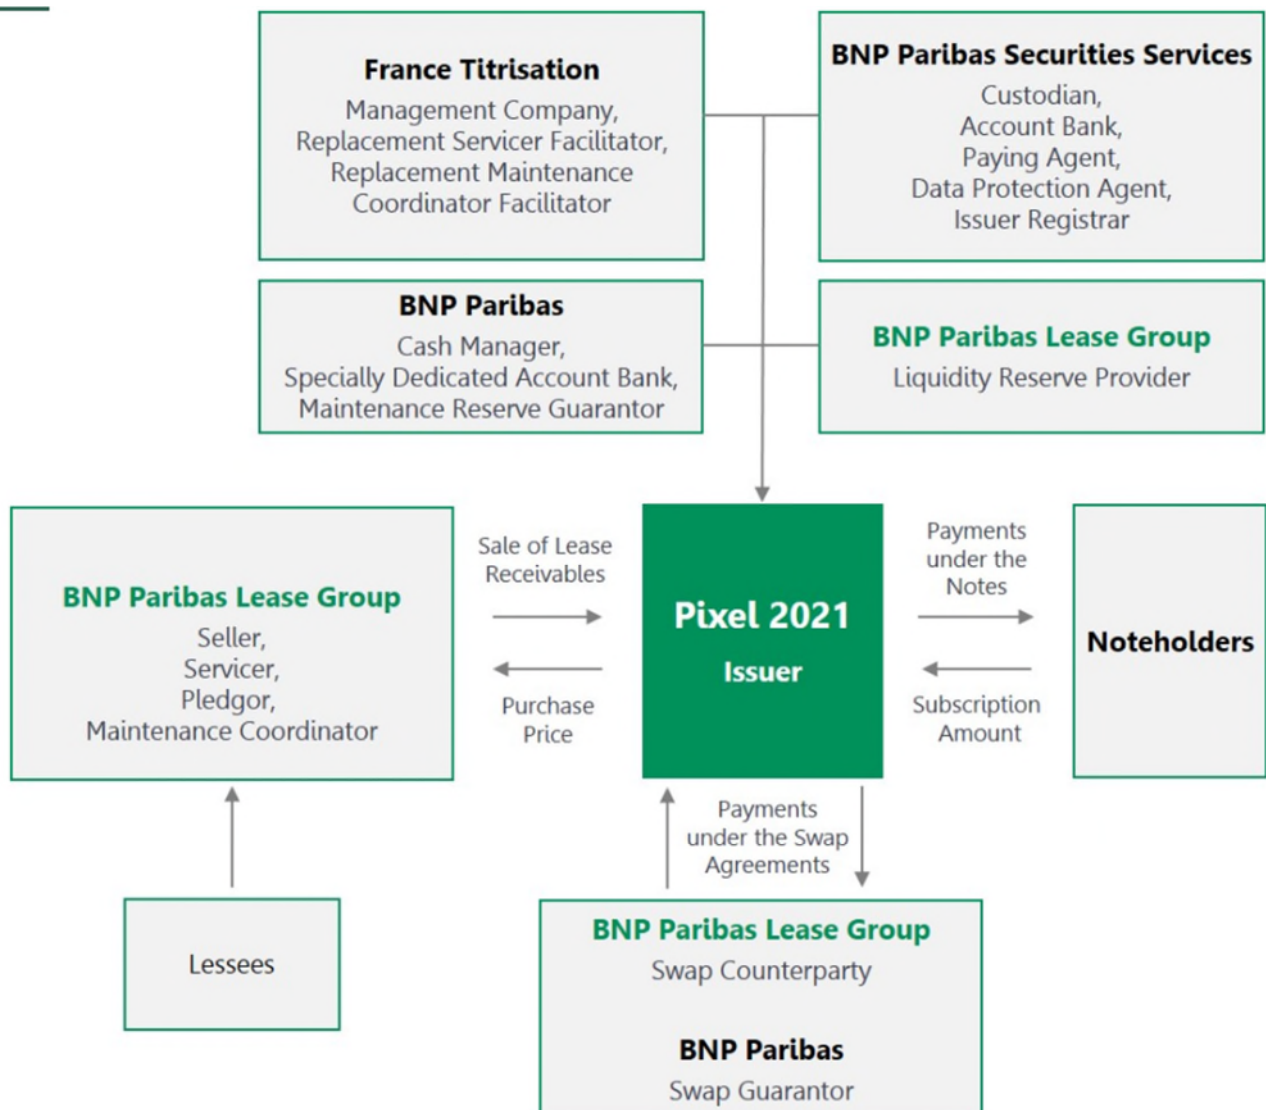 France Titrisation
Management Company,
Replacement Servicer Facilitator,
Replacement Maintenance
Coordinator Facilitator
BNP Paribas Securities Services
Custodian,
Account Bank,
Paying Agent,
Data Protection Agent,
Issuer Registrar
BNP Paribas
Cash Manager,
Specially Dedicated Account Bank,
Maintenance Reserve Guarantor
BNP Paribas Lease Group
Liquidity Reserve Provider
BNP Paribas Lease Group
Seller,
Servicer,
Pledgor,
Maintenance Coordinator
Sale of Lease
Receivables
Purchase
Price
Pixel 2021
Issuer
Payments
under the
Notes
Subscription
Amount
Noteholders
Payments
under the Swap
Agreements
Lessees
BNP Paribas Lease Group
Swap Counterparty
BNP Paribas
Swap Guarantor